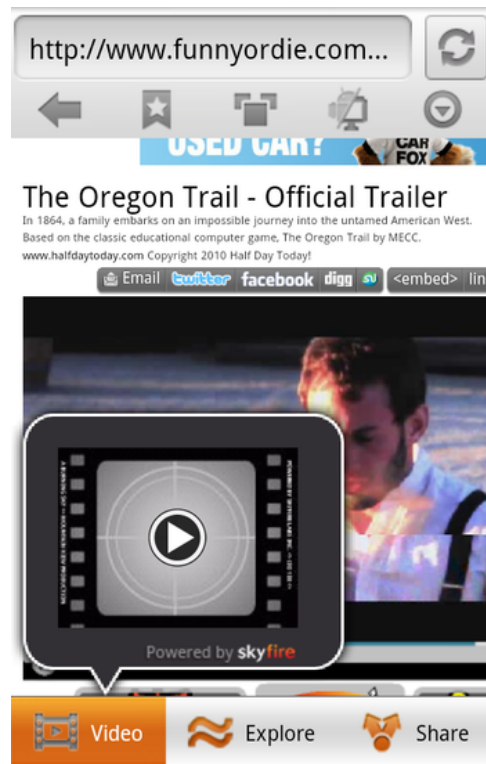 http://www.funnyordie.com...
USED CAR?
CAR
FOX
The Oregon Trail - Official Trailer
In 1864, a family embarks on an impossible journey into the untamed American West.
Based on the classic educational computer game, The Oregon Trail by MECC.
www.halfdaytoday.com Copyright 2010 Half Day Today!
Email twitter facebook digg su <embed> lin
Powered by skyfire
Video Explore Share